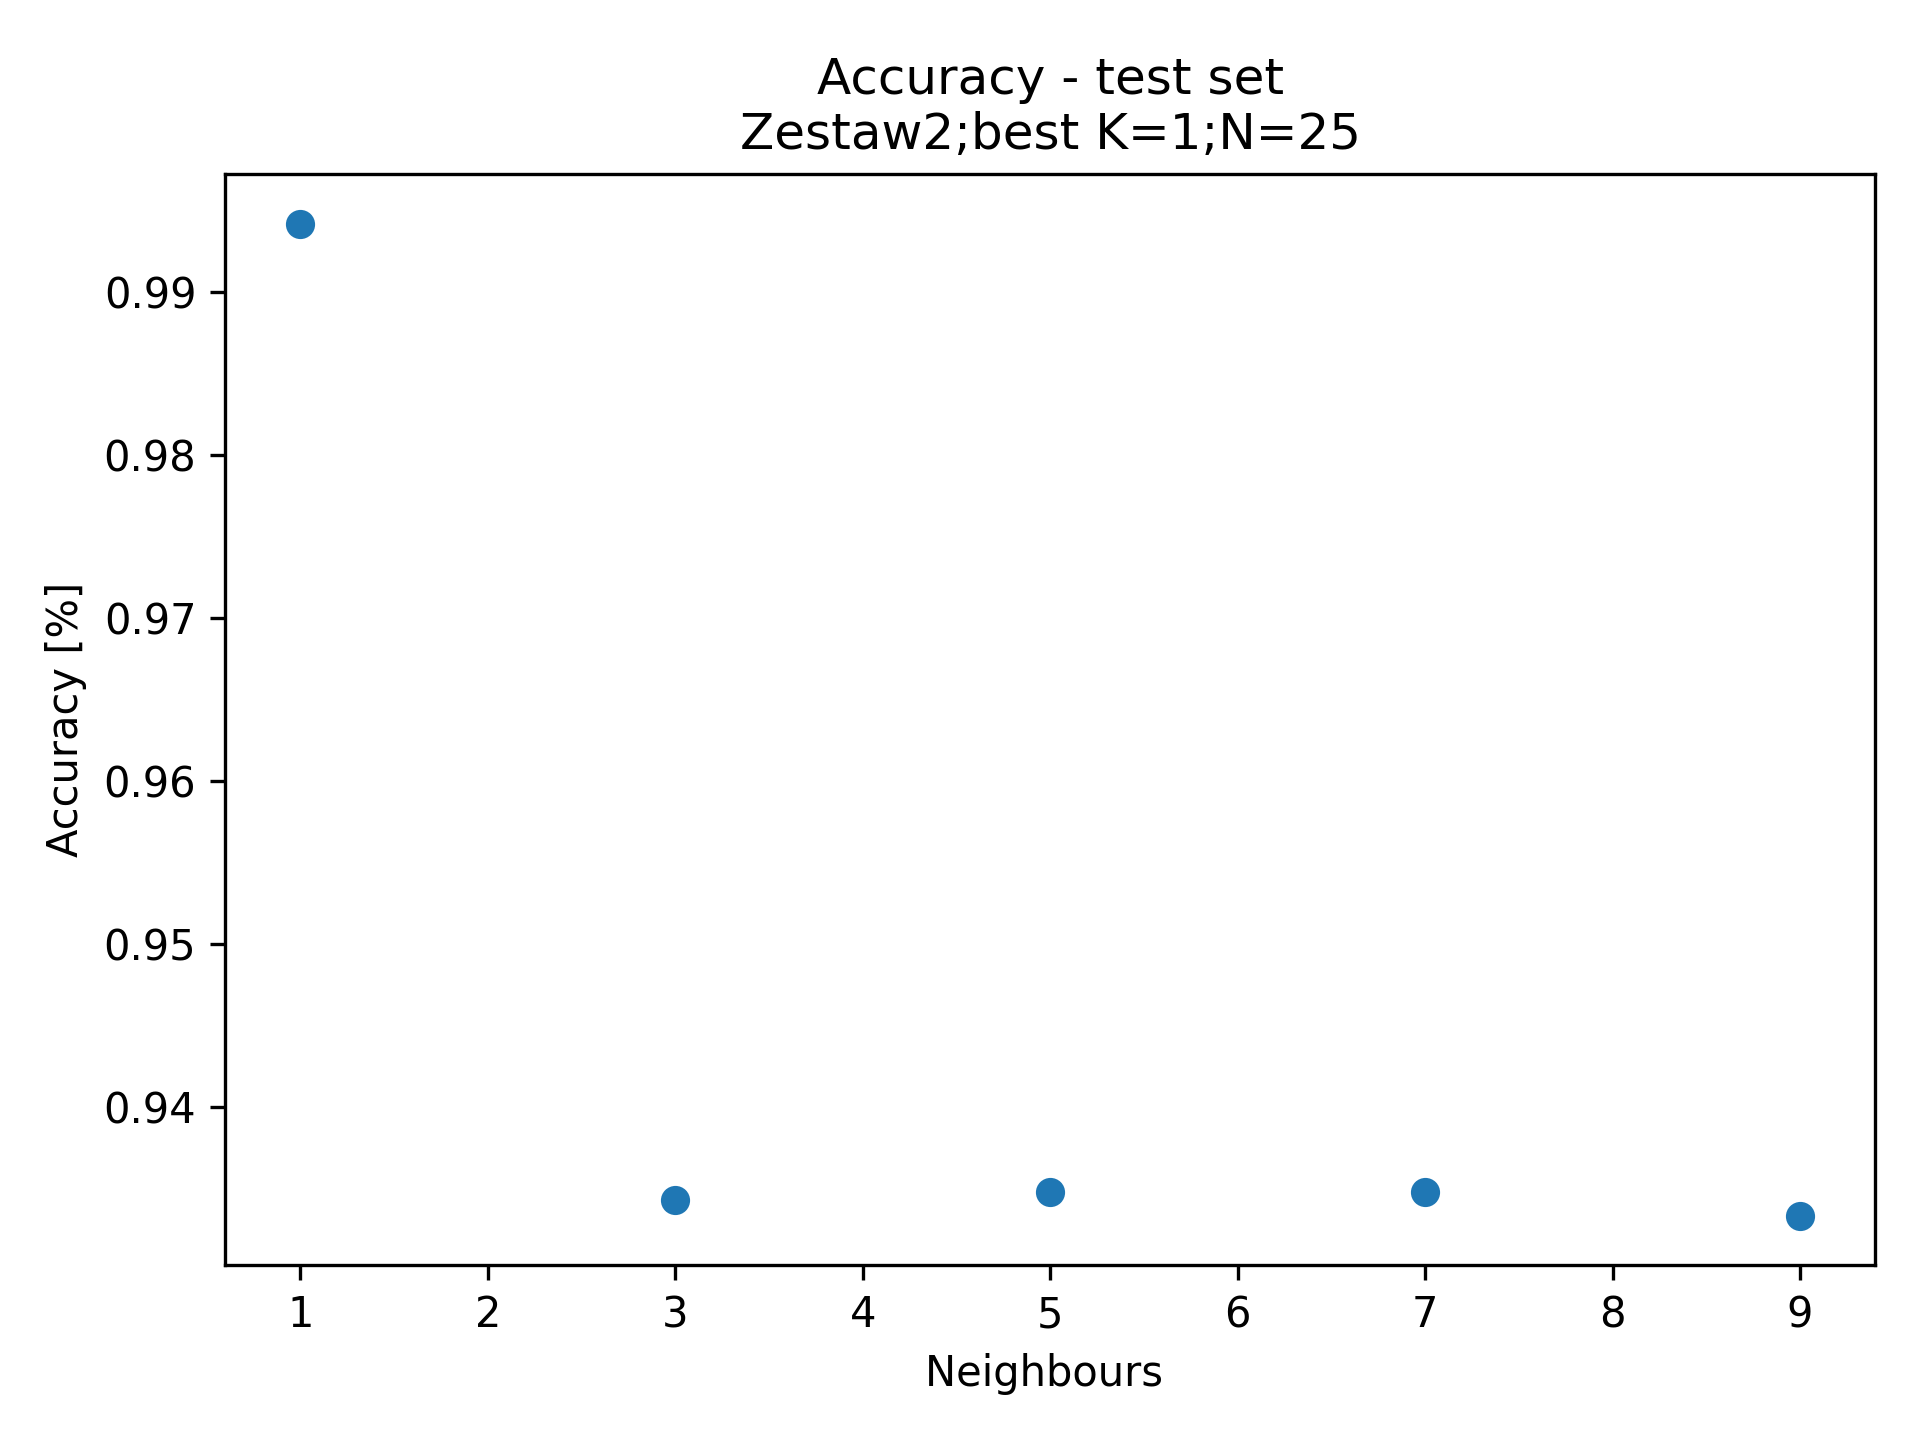 Accuracy - test set
Zestaw2;best K=1;N=25
0.99
0.98
0.97
0.96
0.95
0.94
Accuracy [%]
1 2 3 4 5 6 7 8 9
Neighbours